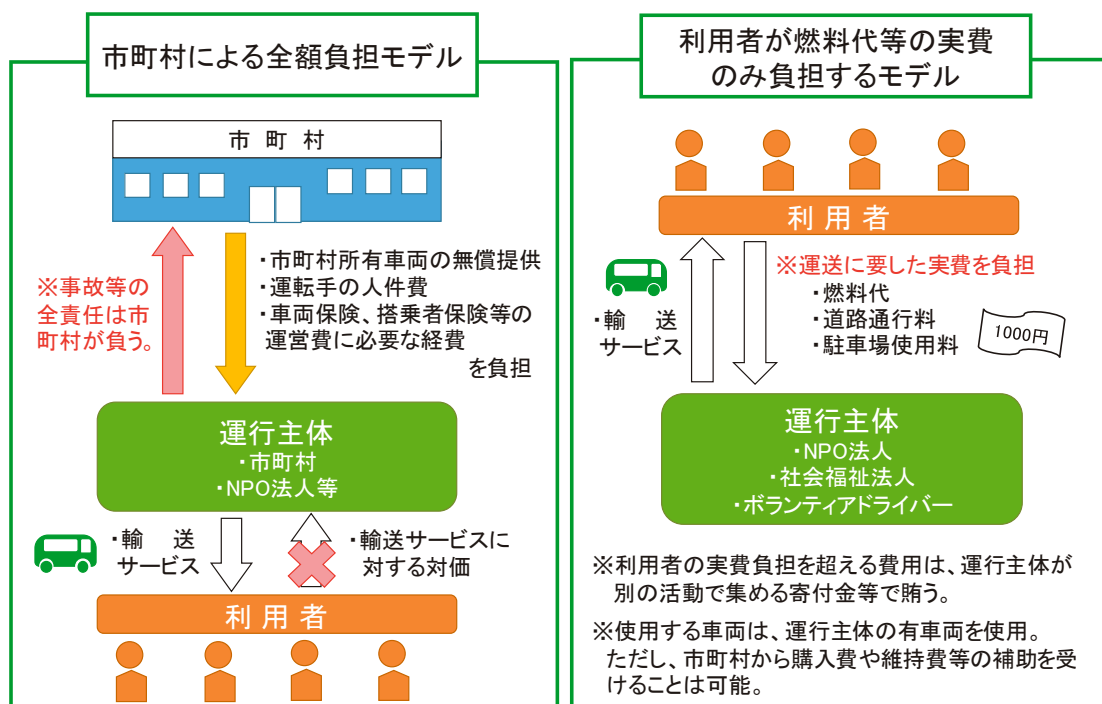 市町村による全額負担モデル
市 町 村
※事故等の
全責任は市
町村が負う。
・市町村所有車両の無償提供
・運転手の人件費
・車両保険、搭乗者保険等の
運営費に必要な経費
を負担
運行主体
・市町村
・NPO法人等
・輸 送
サービス
・輸送サービスに
対する対価
利 用 者
利用者が燃料代等の実費
のみ負担するモデル
利 用 者
・輸 送
サービス
※運送に要した実費を負担
・燃料代
・道路通行料
・駐車場使用料
1000円
運行主体
・NPO法人
・社会福祉法人
・ボランティアドライバー
※利用者の実費負担を超える費用は、運行主体が
別の活動で集める寄付金等で賄う。
※使用する車両は、運行主体の有車両を使用。
ただし、市町村から購入費や維持費等の補助を受
けることは可能。